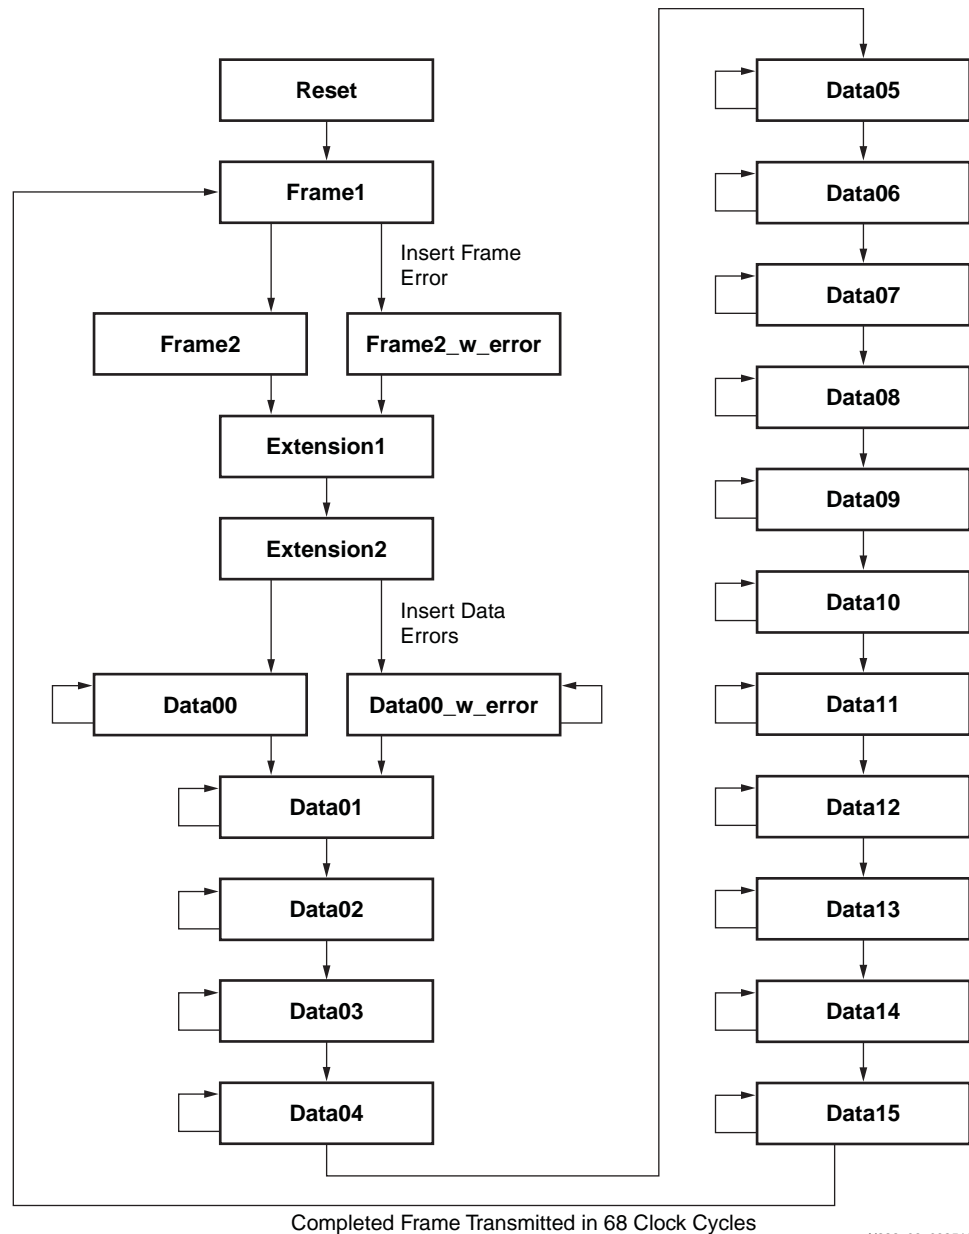 Reset
Frame1
Insert Frame
Error
Frame2
Frame2_w_error
Extension1
Extension2
Insert Data
Errors
Data00
Data00_w_error
Data01
Data02
Data03
Data04
Data05
Data06
Data07
Data08
Data09
Data10
Data11
Data12
Data13
Data14
Data15
Completed Frame Transmitted in 68 Clock Cycles